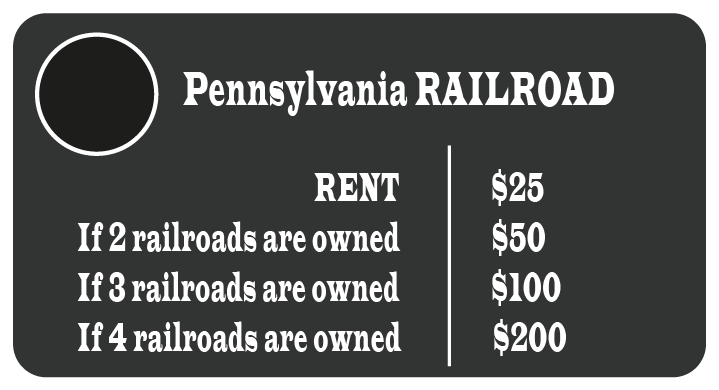 Pennsylvania RAILROAD
RENT $25
If 2 railroads are owned $50
If 3 railroads are owned $100
If 4 railroads are owned $200